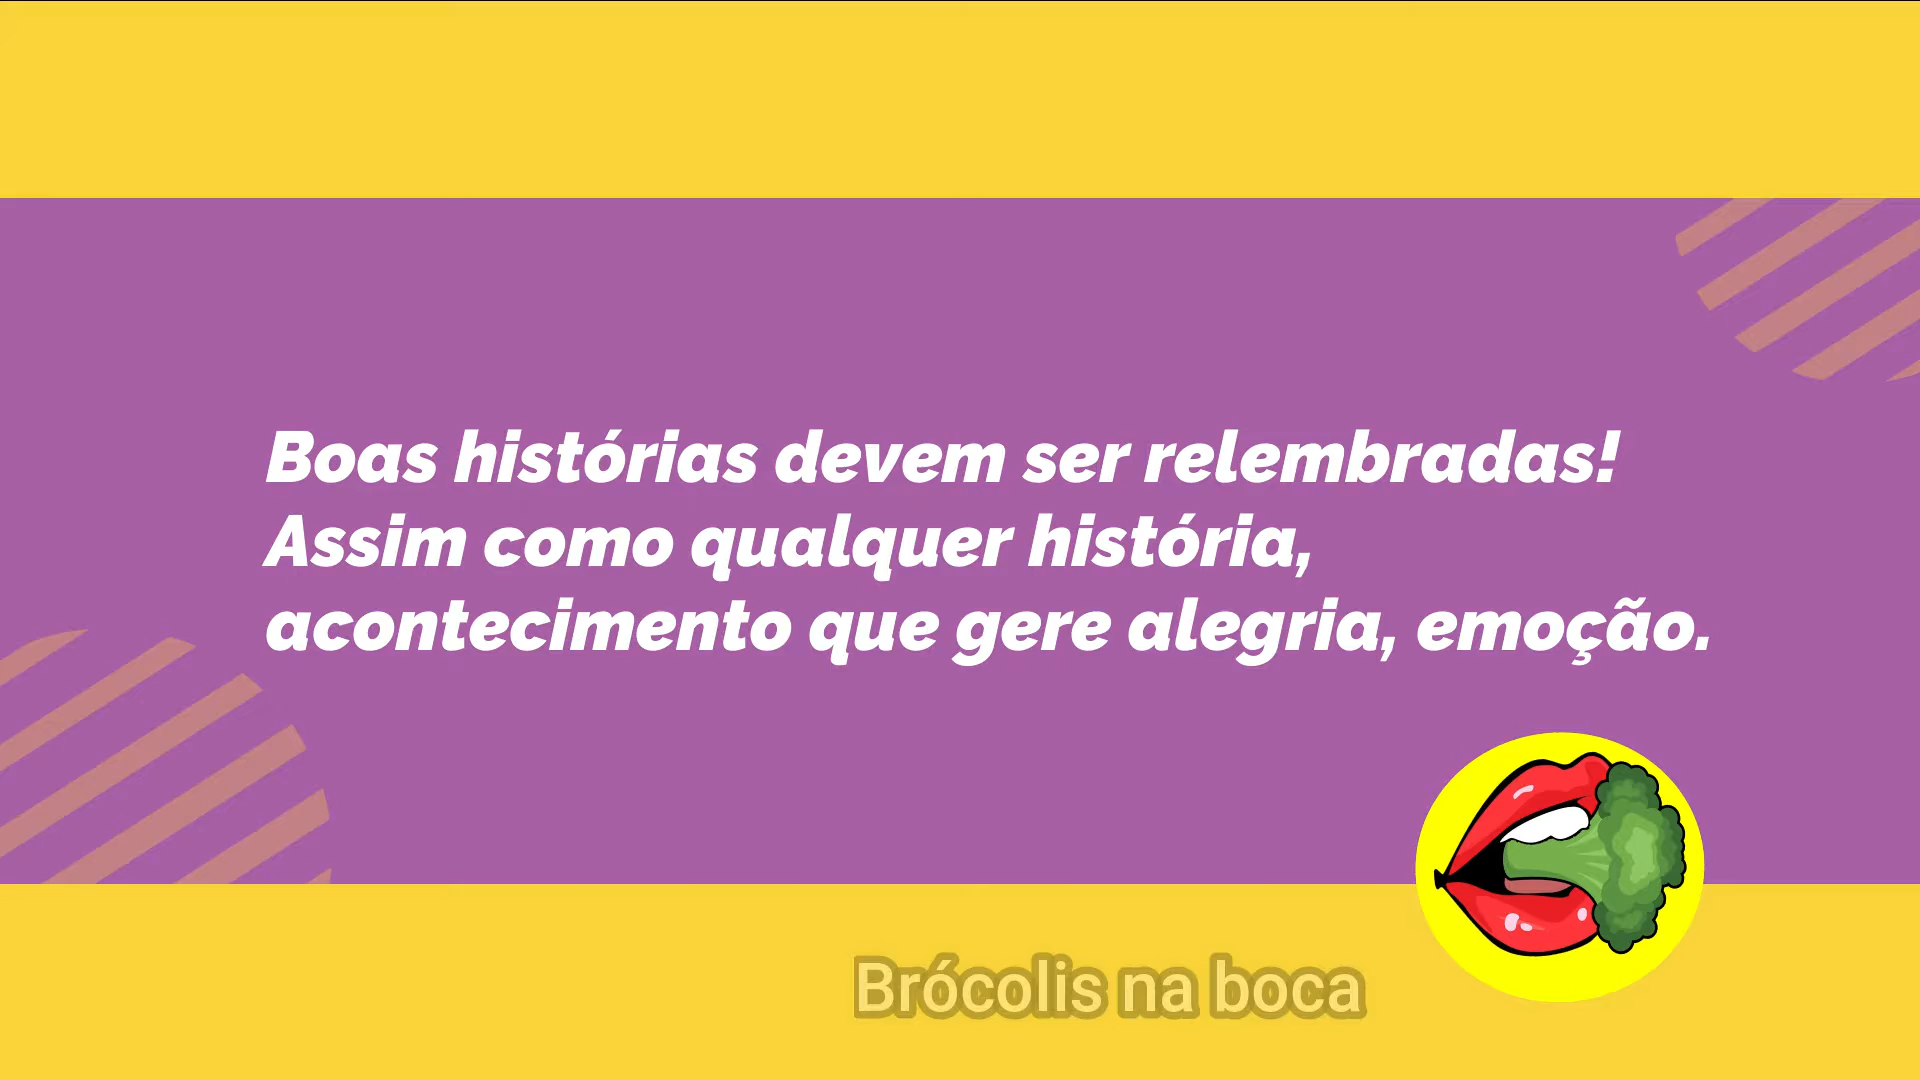 Boas histórias devem ser relembradas!
Assim como qualquer história,
acontecimento que gere alegria, emoção.
Brócolis na boca